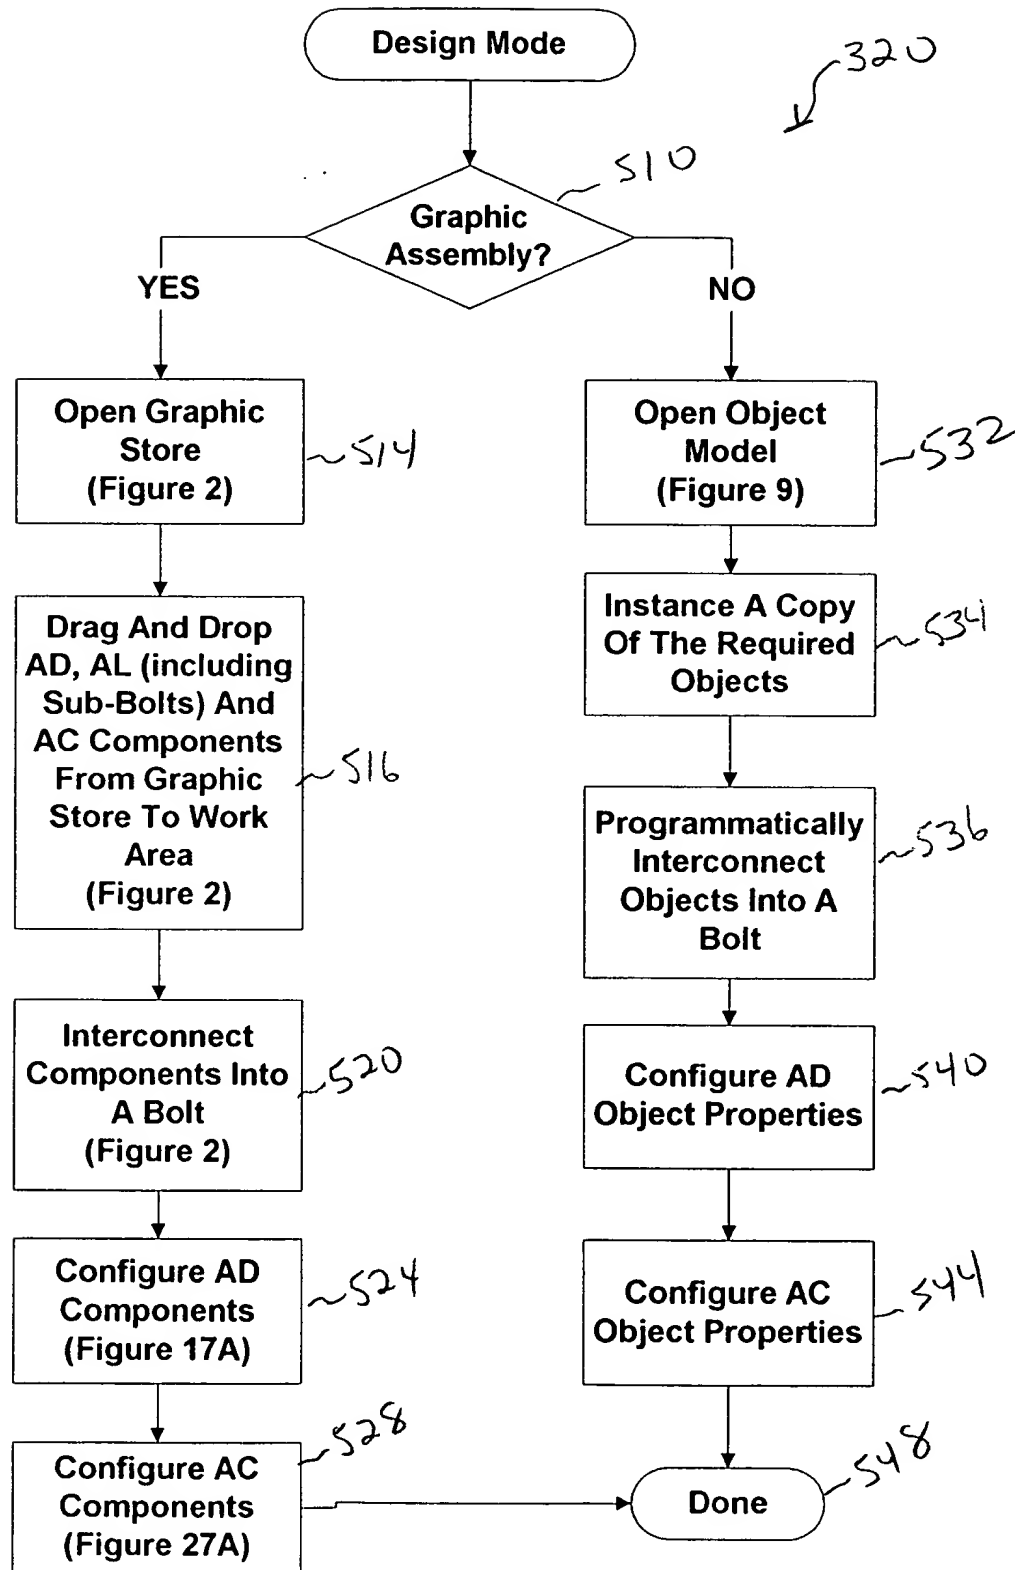 Design Mode
320
510
Graphic
Assembly?
YES
NO
Open Graphic
Store
(Figure 2)
514
Open Object
Model
(Figure 9)
532
Drag And Drop
AD, AL (including
Sub-Bolts) And
AC Components
From Graphic
Store To Work
Area
(Figure 2)
516
Instance A Copy
Of The Required
Objects
534
Programmatically
Interconnect
Objects Into A
Bolt
536
Interconnect
Components Into
A Bolt
(Figure 2)
520
Configure AD
Object Properties
540
Configure AD
Components
(Figure 17A)
524
Configure AC
Object Properties
544
Configure AC
Components
(Figure 27A)
528
Done
548